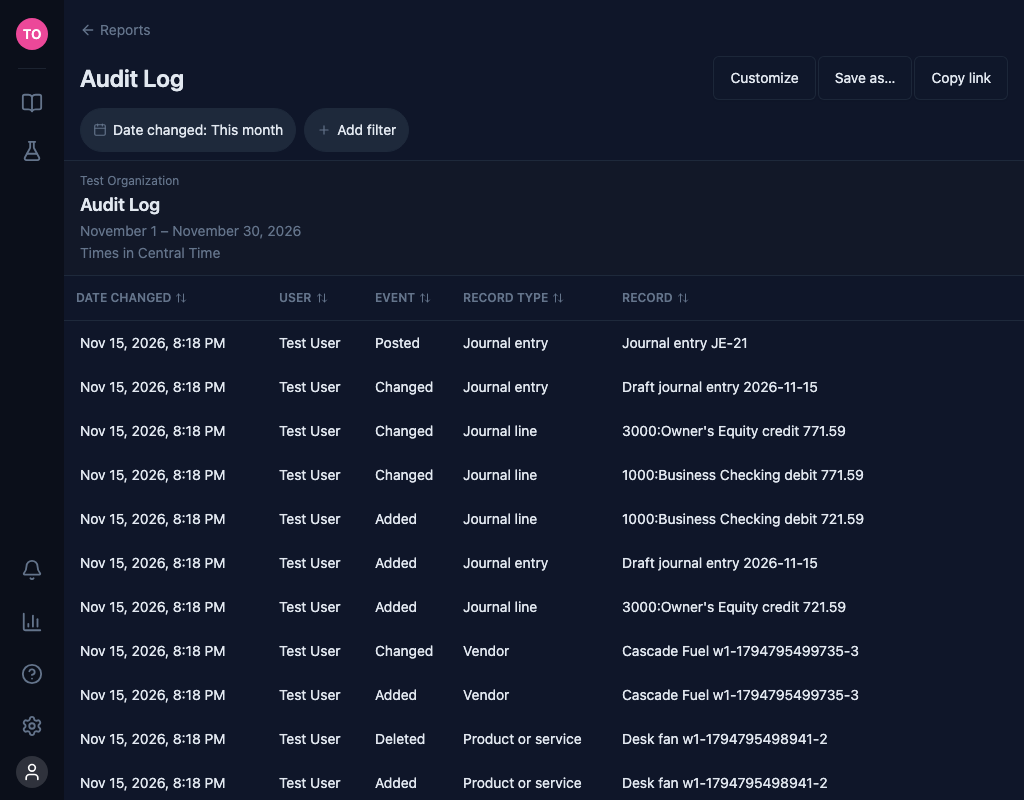 TO
Reports
Audit Log
Customize
Save as...
Copy link
Date changed: This month
Add filter
Test Organization
Audit Log
November 1 – November 30, 2026
Times in Central Time
DATE CHANGED USER EVENT RECORD TYPE RECORD
Nov 15, 2026, 8:18 PM Test User Posted Journal entry Journal entry JE-21
Nov 15, 2026, 8:18 PM Test User Changed Journal entry Draft journal entry 2026-11-15
Nov 15, 2026, 8:18 PM Test User Changed Journal line 3000:Owner's Equity credit 771.59
Nov 15, 2026, 8:18 PM Test User Changed Journal line 1000:Business Checking debit 771.59
Nov 15, 2026, 8:18 PM Test User Added Journal line 1000:Business Checking debit 721.59
Nov 15, 2026, 8:18 PM Test User Added Journal entry Draft journal entry 2026-11-15
Nov 15, 2026, 8:18 PM Test User Added Journal line 3000:Owner's Equity credit 721.59
Nov 15, 2026, 8:18 PM Test User Changed Vendor Cascade Fuel w1-1794795499735-3
Nov 15, 2026, 8:18 PM Test User Added Vendor Cascade Fuel w1-1794795499735-3
Nov 15, 2026, 8:18 PM Test User Deleted Product or service Desk fan w1-1794795498941-2
Nov 15, 2026, 8:18 PM Test User Added Product or service Desk fan w1-1794795498941-2